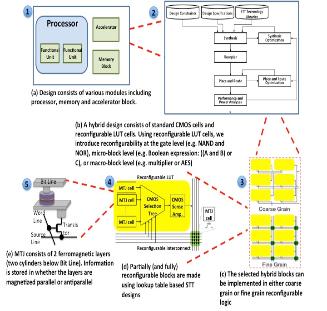 1
Processor
Functional
Unit
Functional
Unit
Accelerator
Memory
Block
(a) Design consists of various modules including
processor, memory and accelerator block.
2
Design Constraints
Design Specifications
STT Terminology
Libraries
Synthesis
Synthesis
Optimization
Place and Route
Place and Route
Optimization
Performance and
Power Analysis
(b) A hybrid design consists of standard CMOS cells and
reconfigurable LUT cells. Using reconfigurable LUT cells, we
introduce reconfigurability at the gate level (e.g. NAND and
NOR), micro-block level (e.g. Boolean expression: ((A and B) or
C), or macro-block level (e.g. multiplier or AES)
3
Coarse Grain
Fine Grain
(c) The selected hybrid blocks can
be implemented in either coarse
grain or fine grain reconfigurable
logic
4
Reconfigurable LUT
MTJ cell
MTJ cell
MTJ cell
CMOS
Selection
Tree
CMOS
Sense
Amp.
MTJ
cell
Reconfigurable Interconnect
(d) Partially (and fully)
reconfigurable blocks are made
using lookup table based STT
designs
5
Bit Line
Word
Line
Transis
tor
Source
Line
(e) MTJ consists of 2 ferromagnetic layers
(two cylinders below Bit Line). Information
is stored in whether the layers are
magnetized parallel or antiparallel